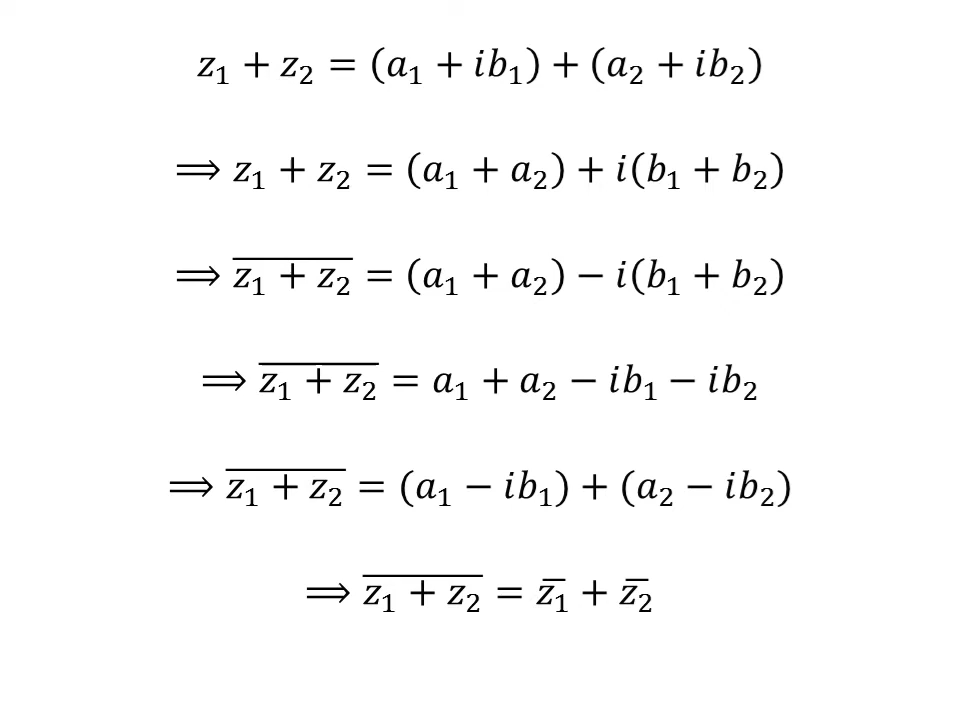 z₁ + z₂ = (a₁ + ib₁) + (a₂ + ib₂)
⟹ z₁ + z₂ = (a₁ + a₂) + i(b₁ + b₂)
⟹ \overline{z₁ + z₂} = (a₁ + a₂) − i(b₁ + b₂)
⟹ \overline{z₁ + z₂} = a₁ + a₂ − ib₁ − ib₂
⟹ \overline{z₁ + z₂} = (a₁ − ib₁) + (a₂ − ib₂)
⟹ \overline{z₁ + z₂} = \overline{z₁} + \overline{z₂}